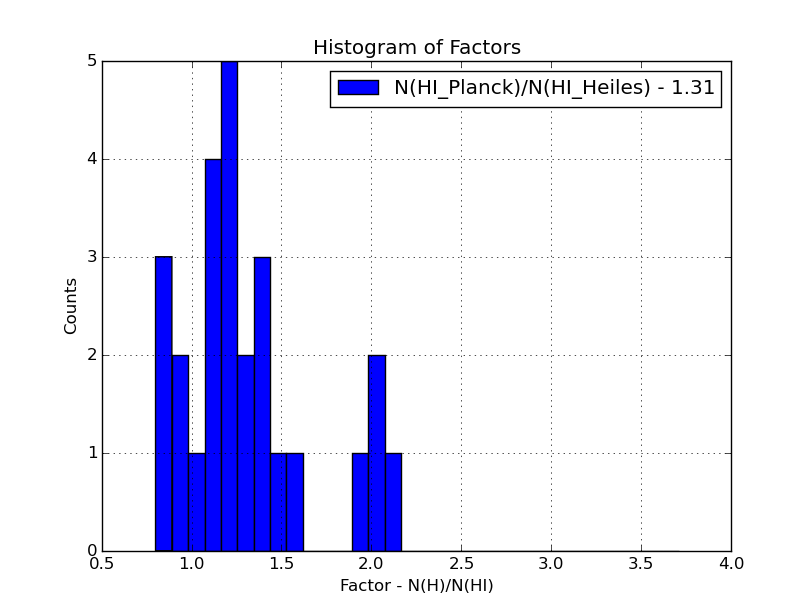 Histogram of Factors
N(HI_Planck)/N(HI_Heiles) - 1.31
5
4
3
2
1
0
Counts
0.5 1.0 1.5 2.0 2.5 3.0 3.5 4.0
Factor - N(H)/N(HI)